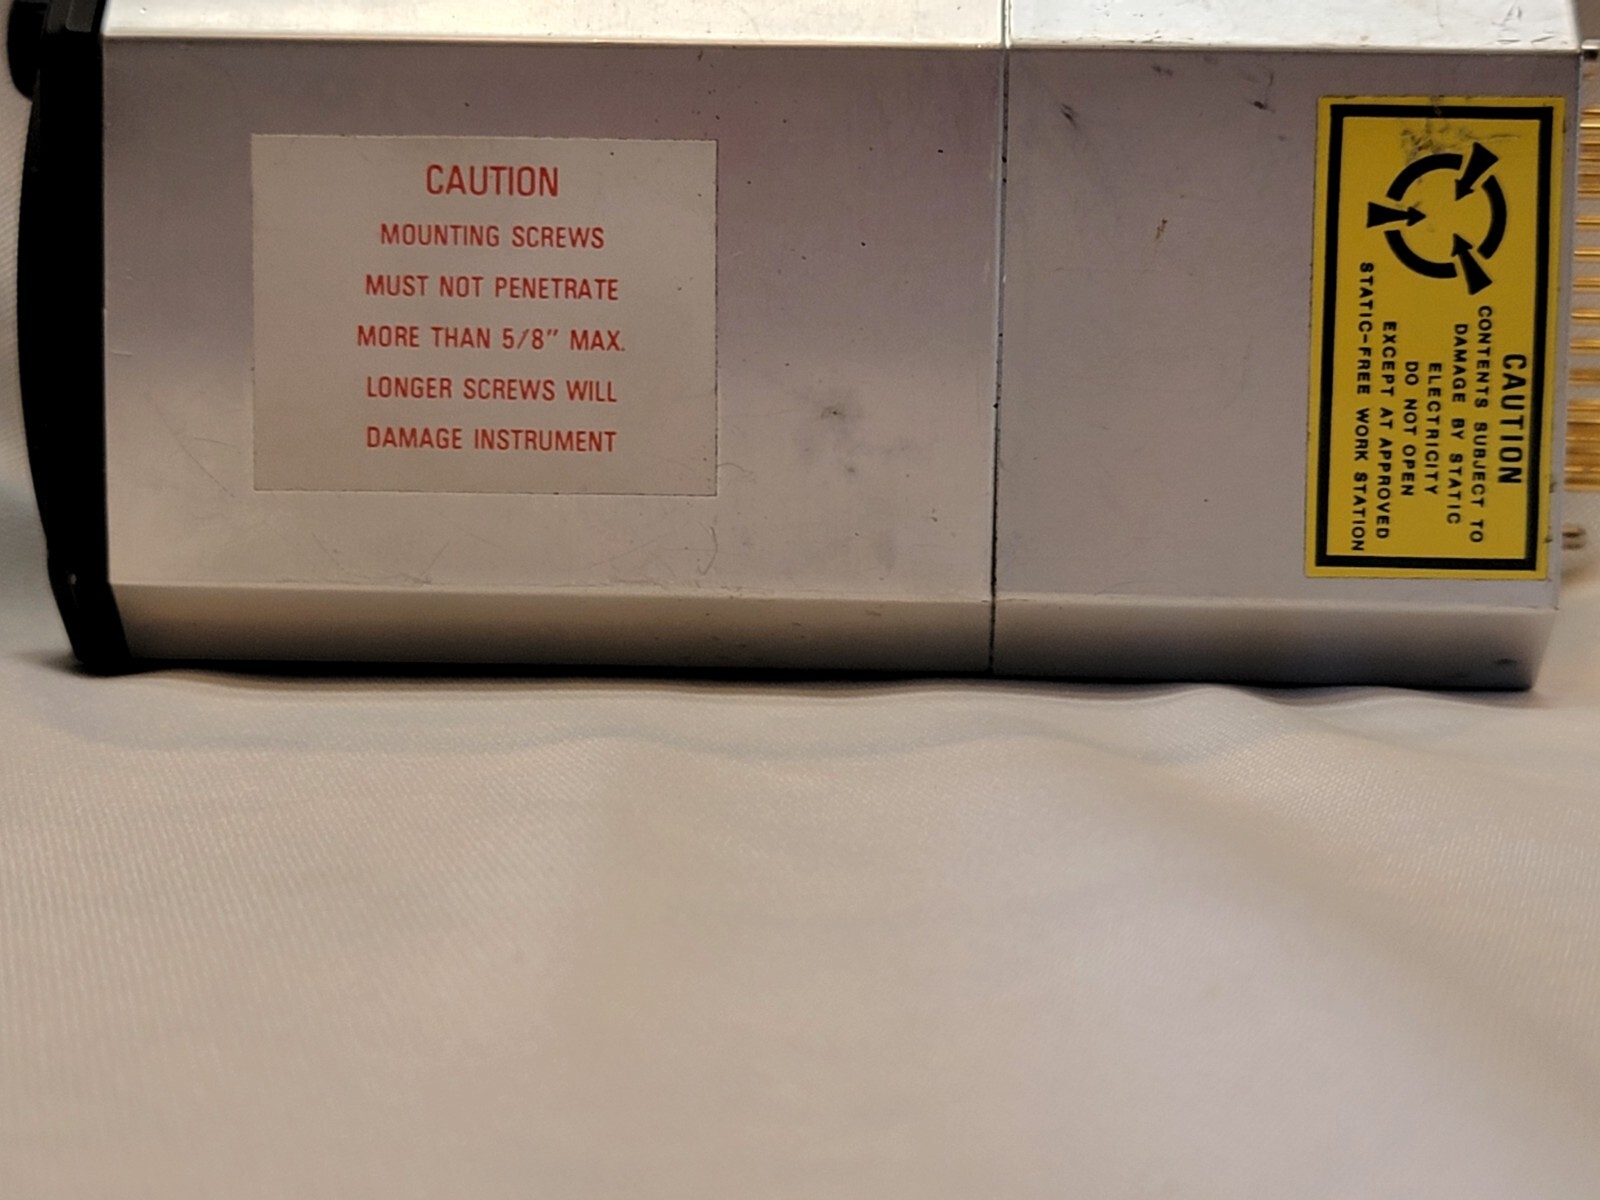 CAUTION
MOUNTING SCREWS
MUST NOT PENETRATE
MORE THAN 5/8" MAX.
LONGER SCREWS WILL
DAMAGE INSTRUMENT
CAUTION
CONTENTS SUBJECT TO
DAMAGE BY STATIC
ELECTRICITY
DO NOT OPEN
EXCEPT AT APPROVED
STATIC-FREE WORK STATION